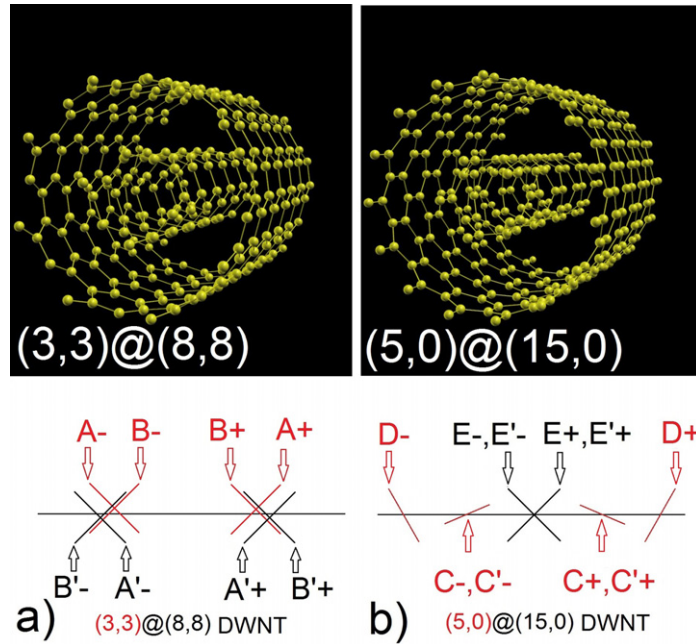 (3,3)@(8,8)
(5,0)@(15,0)
A- B- B+ A+
B'- A'- A'+ B'+
a) (3,3)@(8,8) DWNT
D- E-,E'- E+,E'+ D+
C-,C'- C+,C'+
b) (5,0)@(15,0) DWNT